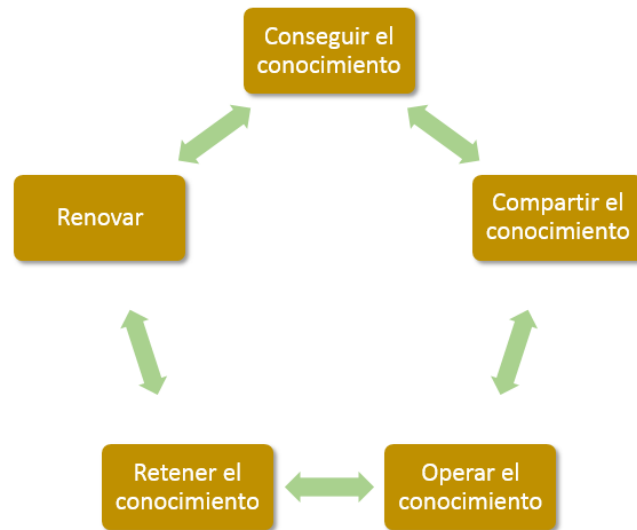 Conseguir el
conocimiento
Renovar
Compartir el
conocimiento
Retener el
conocimiento
Operar el
conocimiento